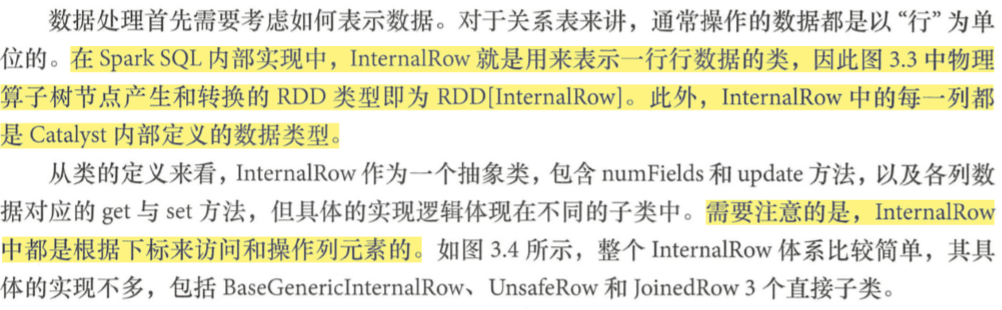 数据处理首先需要考虑如何表示数据。对于关系表来讲，通常操作的数据都是以“行”为单
位的。在 Spark SQL 内部实现中，InternalRow 就是用来表示一行行数据的类，因此图 3.3 中物理
算子树节点产生和转换的 RDD 类型即为 RDD[InternalRow]。此外，InternalRow 中的每一列都
是 Catalyst 内部定义的数据类型。
从类的定义来看，InternalRow 作为一个抽象类，包含 numFields 和 update 方法，以及各列数
据对应的 get 与 set 方法，但具体的实现逻辑体现在不同的子类中。需要注意的是，InternalRow
中都是根据下标来访问和操作列元素的。如图 3.4 所示，整个 InternalRow 体系比较简单，其具
体的实现不多，包括 BaseGenericInternalRow、UnsafeRow 和 JoinedRow 3 个直接子类。